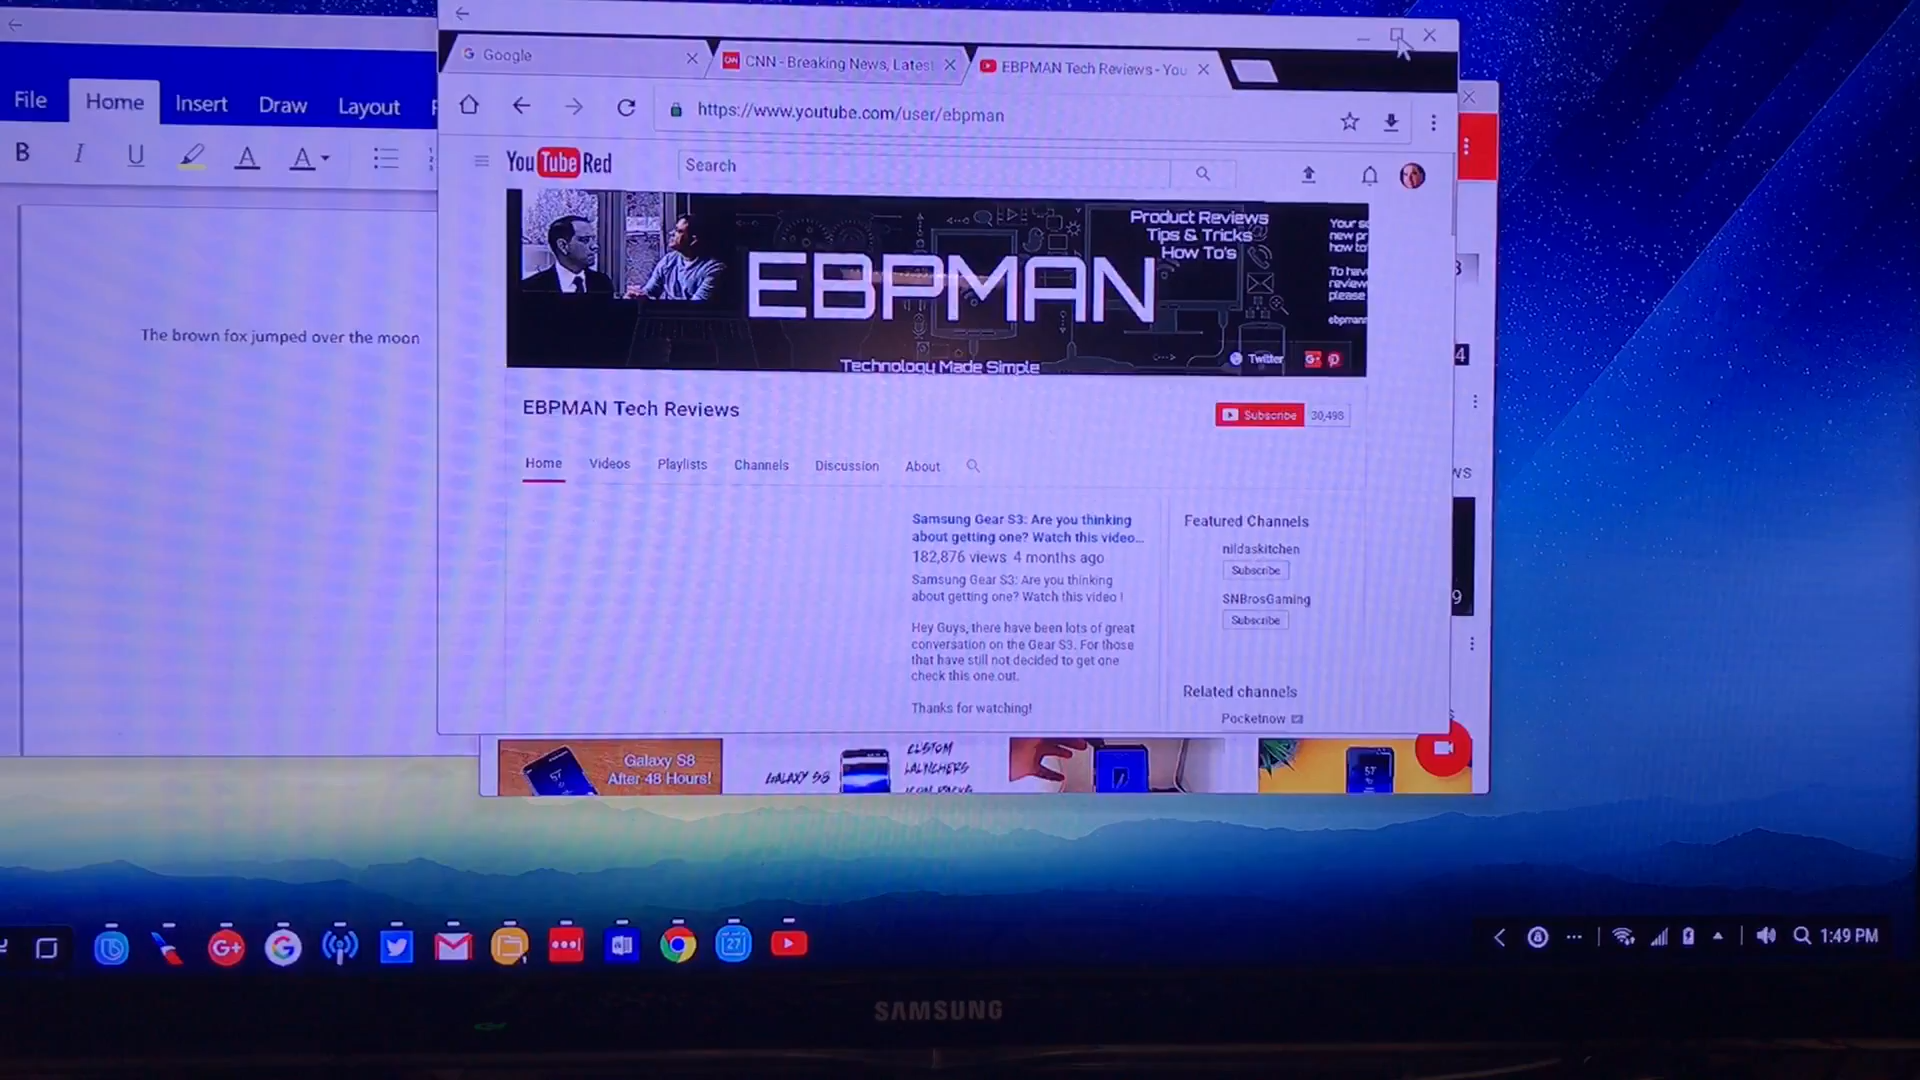 Google
CNN - Breaking News, Latest
EBPMAN Tech Reviews - You
File
Home
Insert
Draw
Layout
https://www.youtube.com/user/ebpman
B
I
U
A
A
YouTube Red
Search
Product Reviews
Tips & Tricks
How To's
EBPMAN
Technology Made Simple
Twitter
The brown fox jumped over the moon
EBPMAN Tech Reviews
Subscribe
30,498
Home
Videos
Playlists
Channels
Discussion
About
Samsung Gear S3: Are you thinking
about getting one? Watch this video...
182,876 views 4 months ago
Samsung Gear S3: Are you thinking
about getting one? Watch this video !
Hey Guys, there have been lots of great
conversation on the Gear S3. For those
that have still not decided to get one
check this one out.
Thanks for watching!
Featured Channels
nildaskitchen
Subscribe
SNBrosGaming
Subscribe
Related channels
Pocketnow
Galaxy S8
After 48 Hours!
GALAXY S8
CUSTOM
LAUNCHERS
ICON PACKS
57°
57°
27
1:49 PM
SAMSUNG